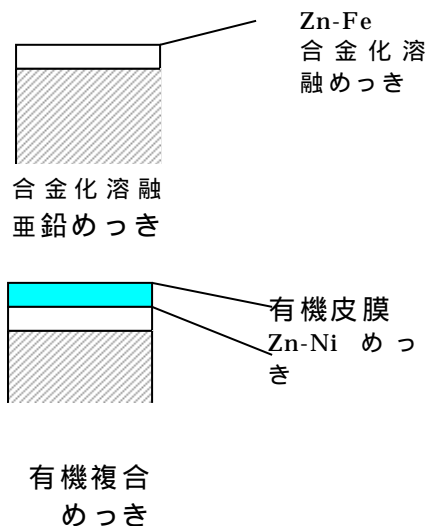 Zn-Fe
合金化溶
融めっき
合金化溶融
亜鉛めっき
有機皮膜
Zn-Ni めっ
き
有機複合
めっき